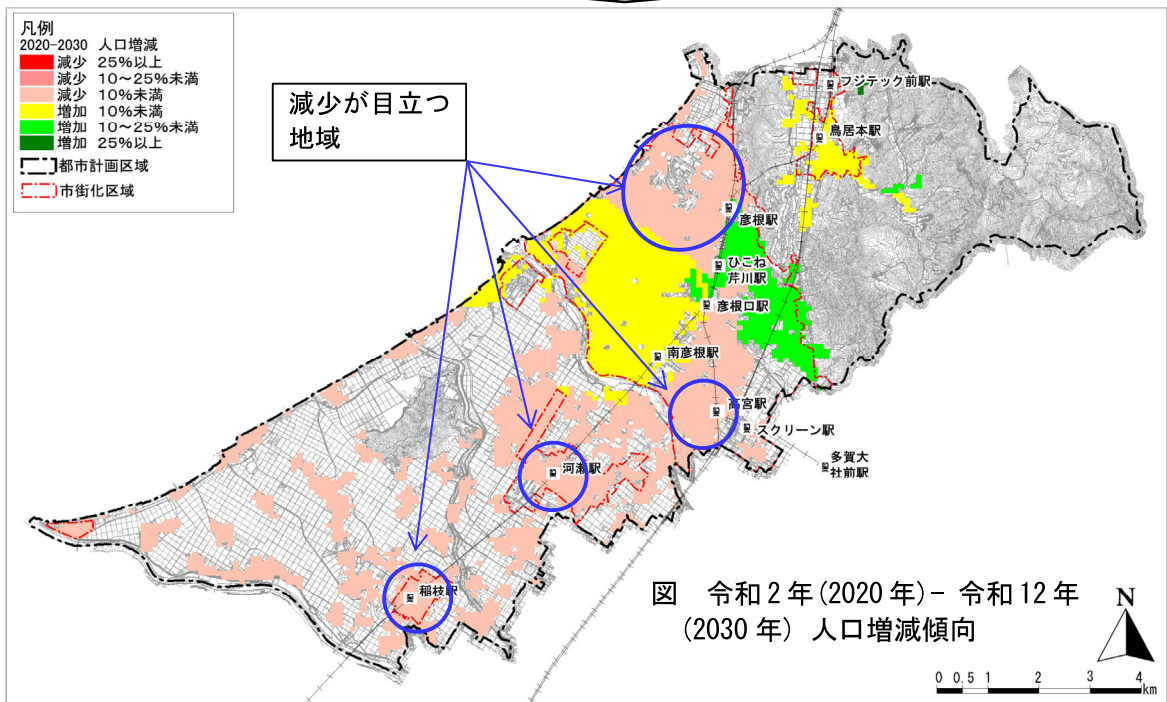 凡例
2020-2030 人口増減
減少 25%以上
減少 10～25%未満
減少 10%未満
増加 10%未満
増加 10～25%未満
増加 25%以上
都市計画区域
市街化区域
減少が目立つ
地域
フジテック前駅
鳥居本駅
彦根駅
ひこね
芹川駅
彦根口駅
南彦根駅
高宮駅
スクリーン駅
多賀大
社前駅
河瀬駅
稲枝駅
図 令和2年(2020年)- 令和12年
(2030年) 人口増減傾向
N
0 0.5 1 2 3 4
km